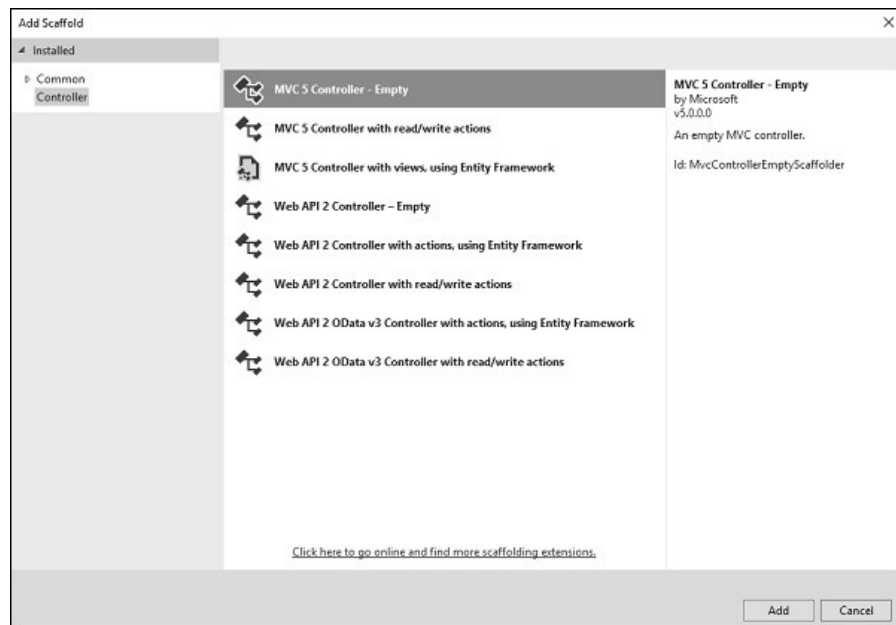 Add Scaffold
Installed
Common
Controller
MVC 5 Controller - Empty
MVC 5 Controller with read/write actions
MVC 5 Controller with views, using Entity Framework
Web API 2 Controller – Empty
Web API 2 Controller with actions, using Entity Framework
Web API 2 Controller with read/write actions
Web API 2 OData v3 Controller with actions, using Entity Framework
Web API 2 OData v3 Controller with read/write actions
Click here to go online and find more scaffolding extensions.
MVC 5 Controller - Empty
by Microsoft
v5.0.0.0
An empty MVC controller.
Id: MvcControllerEmptyScaffolder
Add
Cancel